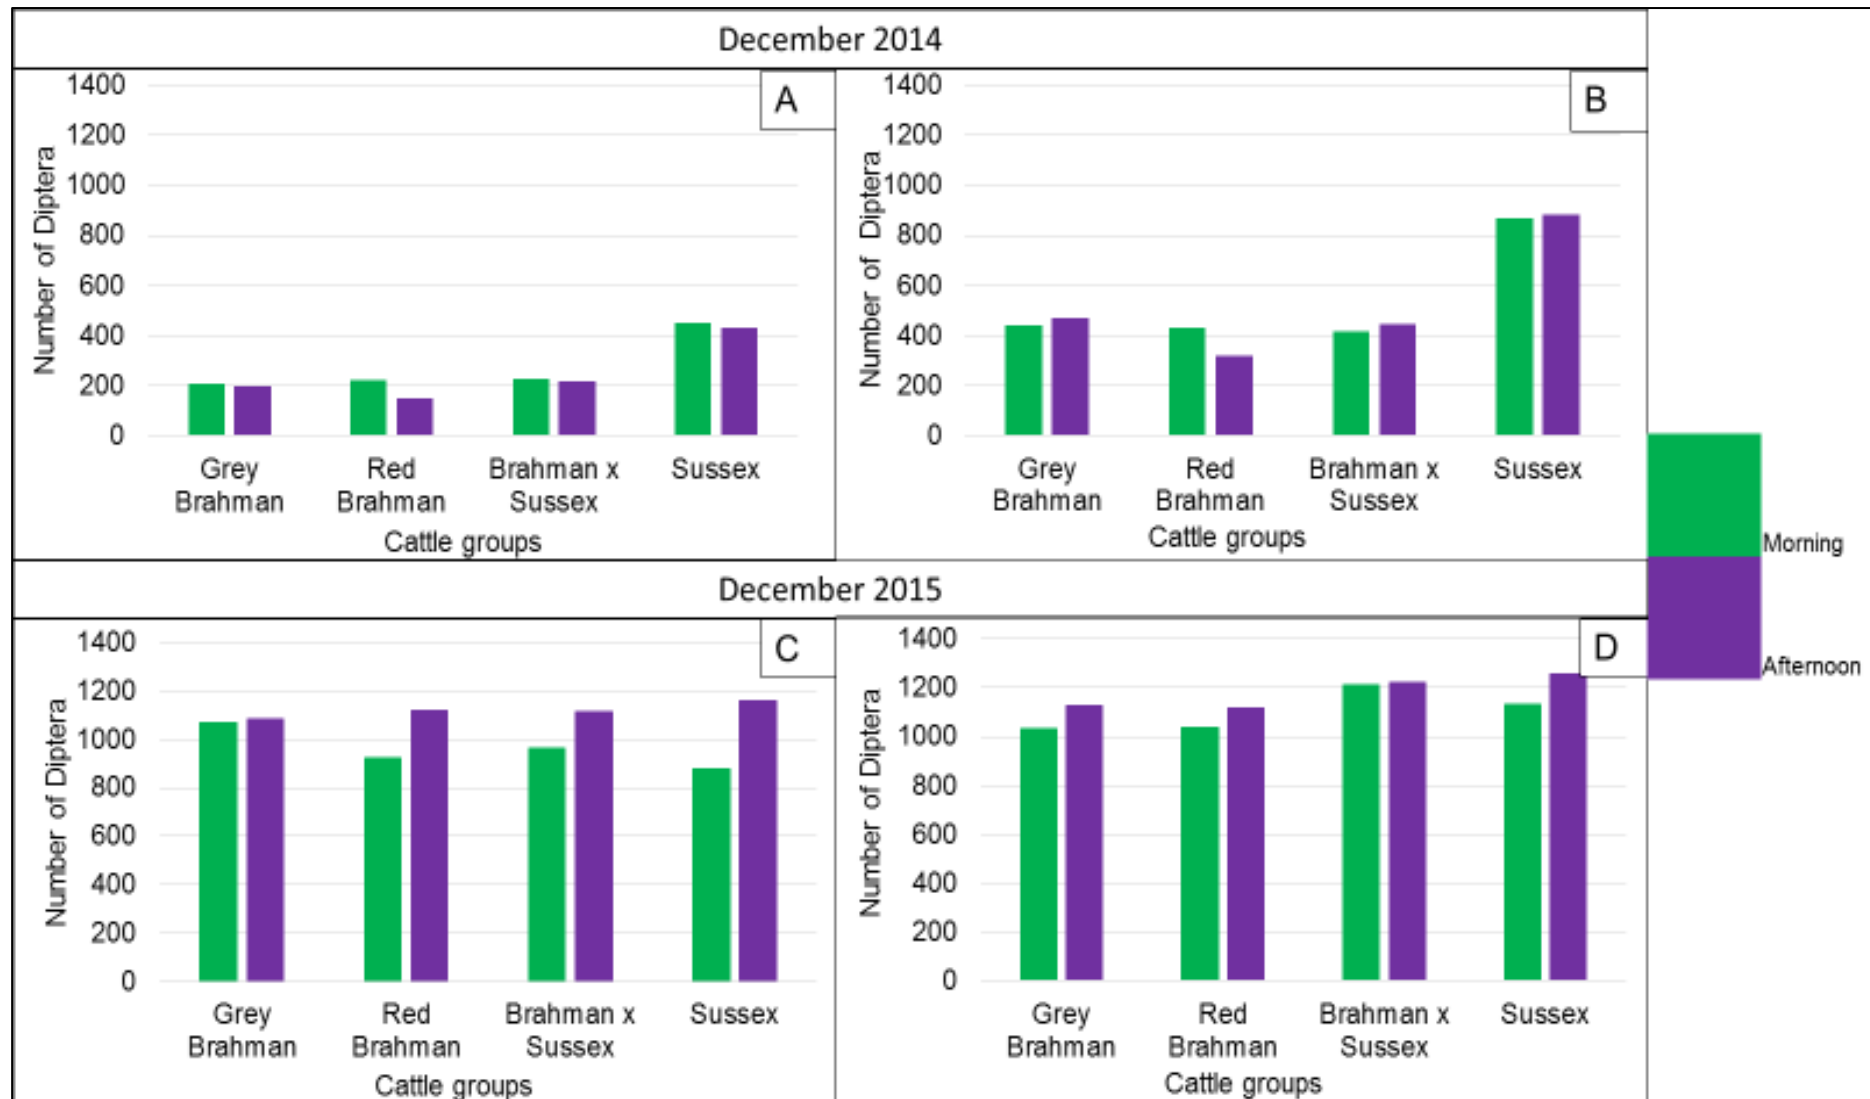 December 2014
A
1400
1200
1000
800
600
400
200
0
Number of Diptera
Grey Brahman
Red Brahman
Brahman x Sussex
Sussex
Cattle groups
B
1400
1200
1000
800
600
400
200
0
Number of Diptera
Grey Brahman
Red Brahman
Brahman x Sussex
Sussex
Cattle groups
Morning
Afternoon
December 2015
C
1400
1200
1000
800
600
400
200
0
Number of Diptera
Grey Brahman
Red Brahman
Brahman x Sussex
Sussex
Cattle groups
D
1400
1200
1000
800
600
400
200
0
Number of Diptera
Grey Brahman
Red Brahman
Brahman x Sussex
Sussex
Cattle groups